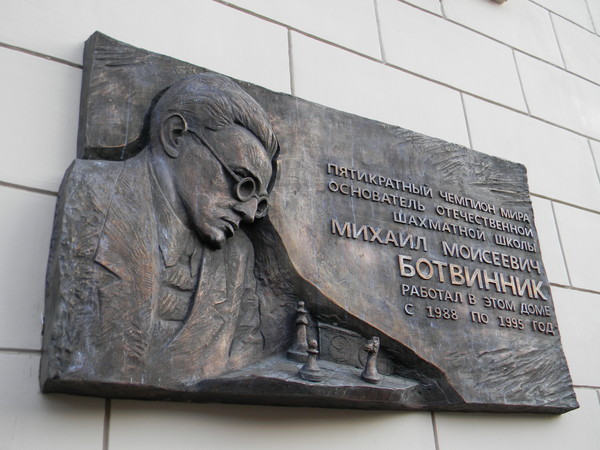 ПЯТИКРАТНЫЙ ЧЕМПИОН МИРА
ОСНОВАТЕЛЬ ОТЕЧЕСТВЕННОЙ
ШАХМАТНОЙ ШКОЛЫ
МИХАИЛ МОИСЕЕВИЧ
БОТВИННИК
РАБОТАЛ В ЭТОМ ДОМЕ
С 1988 ПО 1995 ГОД